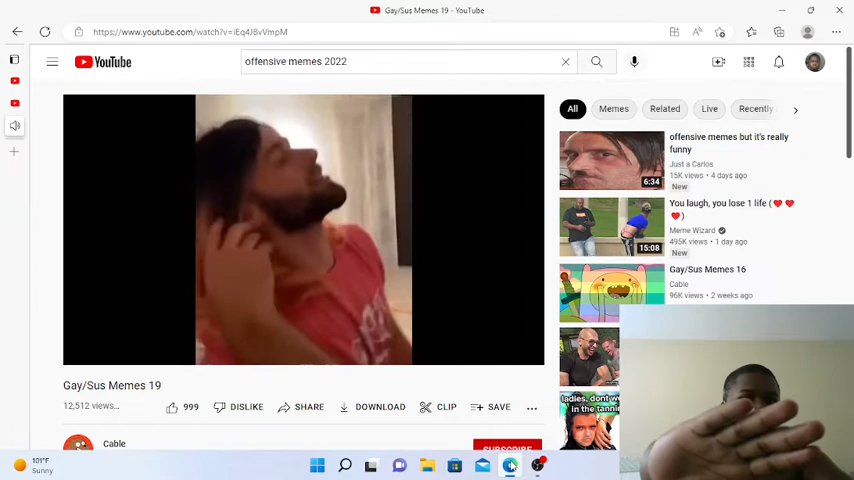 Gay/Sus Memes 19 - YouTube
https://www.youtube.com/watch?v=iEq4J8vVmpM
YouTube
offensive memes 2022
All
Memes
Related
Live
Recently
offensive memes but it's really
funny
Just a Carlos
15K views • 4 days ago
New
6:34
You laugh, you lose 1 life (❤❤
❤)
Meme Wizard
495K views • 1 day ago
New
15:08
Gay/Sus Memes 16
Cable
96K views • 2 weeks ago
ladies, dont w
in the tannin
Gay/Sus Memes 19
12,512 views...
999
DISLIKE
SHARE
DOWNLOAD
CLIP
SAVE
Cable
SUBSCRIBE
101°F
Sunny